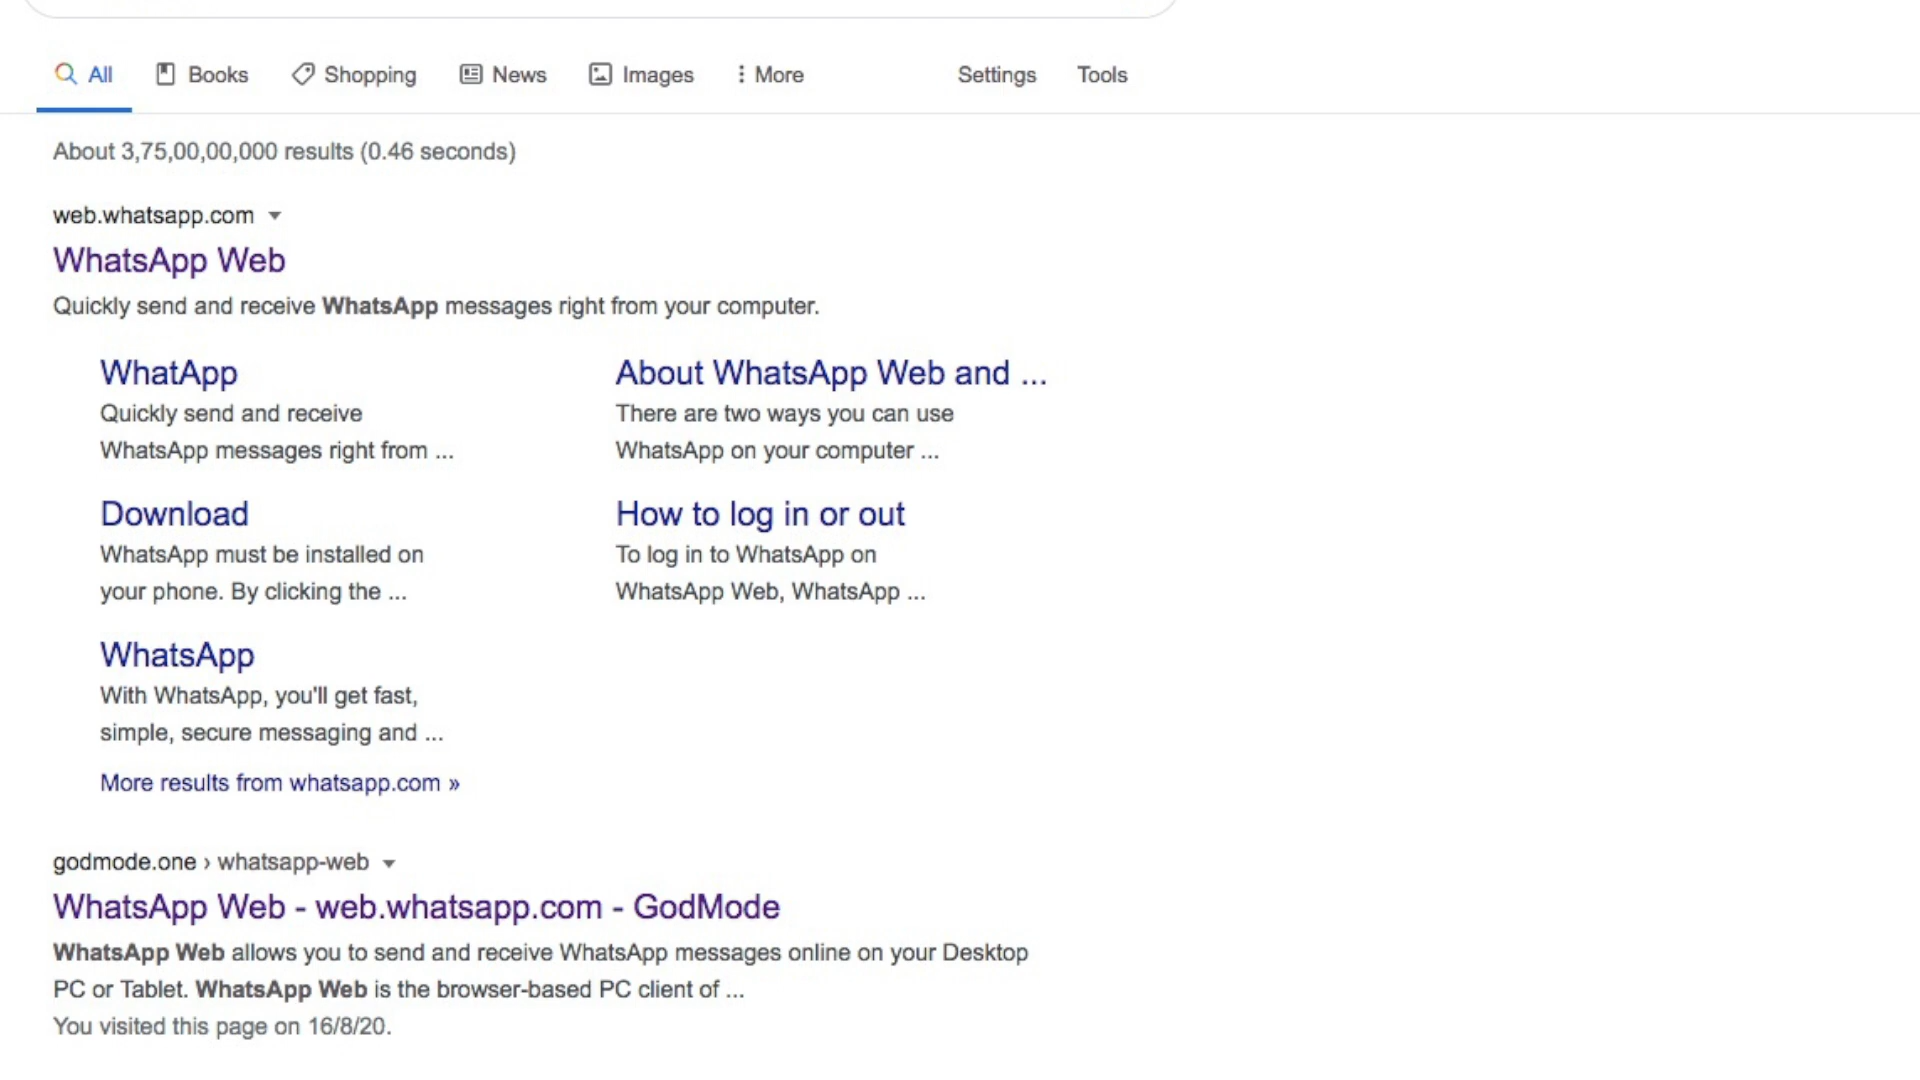 All Books Shopping News Images More Settings Tools
About 3,75,00,00,000 results (0.46 seconds)
web.whatsapp.com
WhatsApp Web
Quickly send and receive WhatsApp messages right from your computer.
WhatApp
Quickly send and receive
WhatsApp messages right from ...
About WhatsApp Web and ...
There are two ways you can use
WhatsApp on your computer ...
Download
WhatsApp must be installed on
your phone. By clicking the ...
How to log in or out
To log in to WhatsApp on
WhatsApp Web, WhatsApp ...
WhatsApp
With WhatsApp, you'll get fast,
simple, secure messaging and ...
More results from whatsapp.com »
godmode.one › whatsapp-web
WhatsApp Web - web.whatsapp.com - GodMode
WhatsApp Web allows you to send and receive WhatsApp messages online on your Desktop
PC or Tablet. WhatsApp Web is the browser-based PC client of ...
You visited this page on 16/8/20.